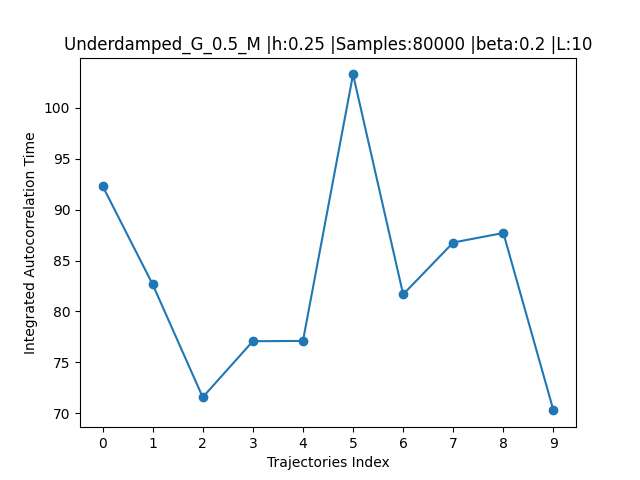 Underdamped_G_0.5_M |h:0.25 |Samples:80000 |beta:0.2 |L:10
Integrated Autocorrelation Time
100
95
90
85
80
75
70
0 1 2 3 4 5 6 7 8 9
Trajectories Index